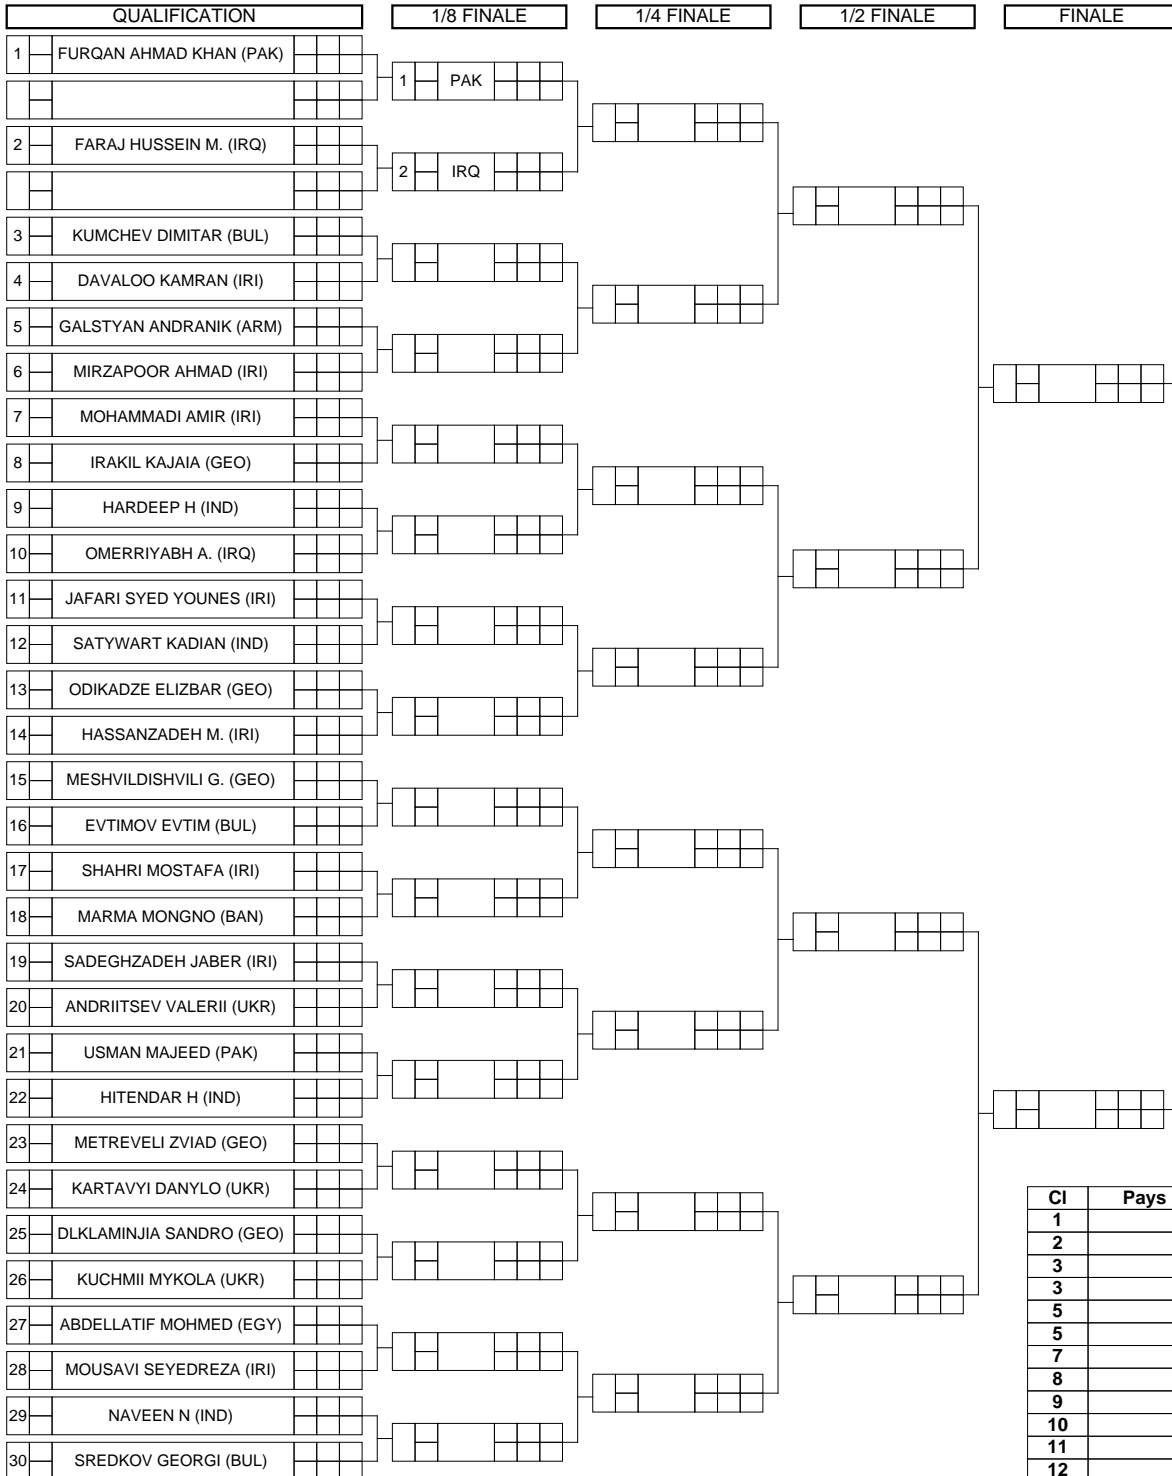 QUALIFICATION 1/8 FINALE 1/4 FINALE 1/2 FINALE FINALE
1 FURQAN AHMAD KHAN (PAK)
1 PAK
2 FARAJ HUSSEIN M. (IRQ)
2 IRQ
3 KUMCHEV DIMITAR (BUL)
4 DAVALOO KAMRAN (IRI)
5 GALSTYAN ANDRANIK (ARM)
6 MIRZAPOOR AHMAD (IRI)
7 MOHAMMADI AMIR (IRI)
8 IRAKIL KAJAIA (GEO)
9 HARDEEP H (IND)
10 OMERRIYABH A. (IRQ)
11 JAFARI SYED YOUNES (IRI)
12 SATYWART KADIAN (IND)
13 ODIKADZE ELIZBAR (GEO)
14 HASSANZADEH M. (IRI)
15 MESHVILDISHVILI G. (GEO)
16 EVTIMOV EVTIM (BUL)
17 SHAHRI MOSTAFA (IRI)
18 MARMA MONGNO (BAN)
19 SADEGHZADEH JABER (IRI)
20 ANDRIITSEV VALERII (UKR)
21 USMAN MAJEED (PAK)
22 HITENDAR H (IND)
23 METREVELI ZVIAD (GEO)
24 KARTAVYI DANYLO (UKR)
25 DLKLAMINJIA SANDRO (GEO)
26 KUCHMII MYKOLA (UKR)
27 ABDELLATIF MOHMED (EGY)
28 MOUSAVI SEYEDREZA (IRI)
29 NAVEEN N (IND)
30 SREDKOV GEORGI (BUL)
Cl Pays
1
2
3
3
5
5
7
8
9
10
11
12